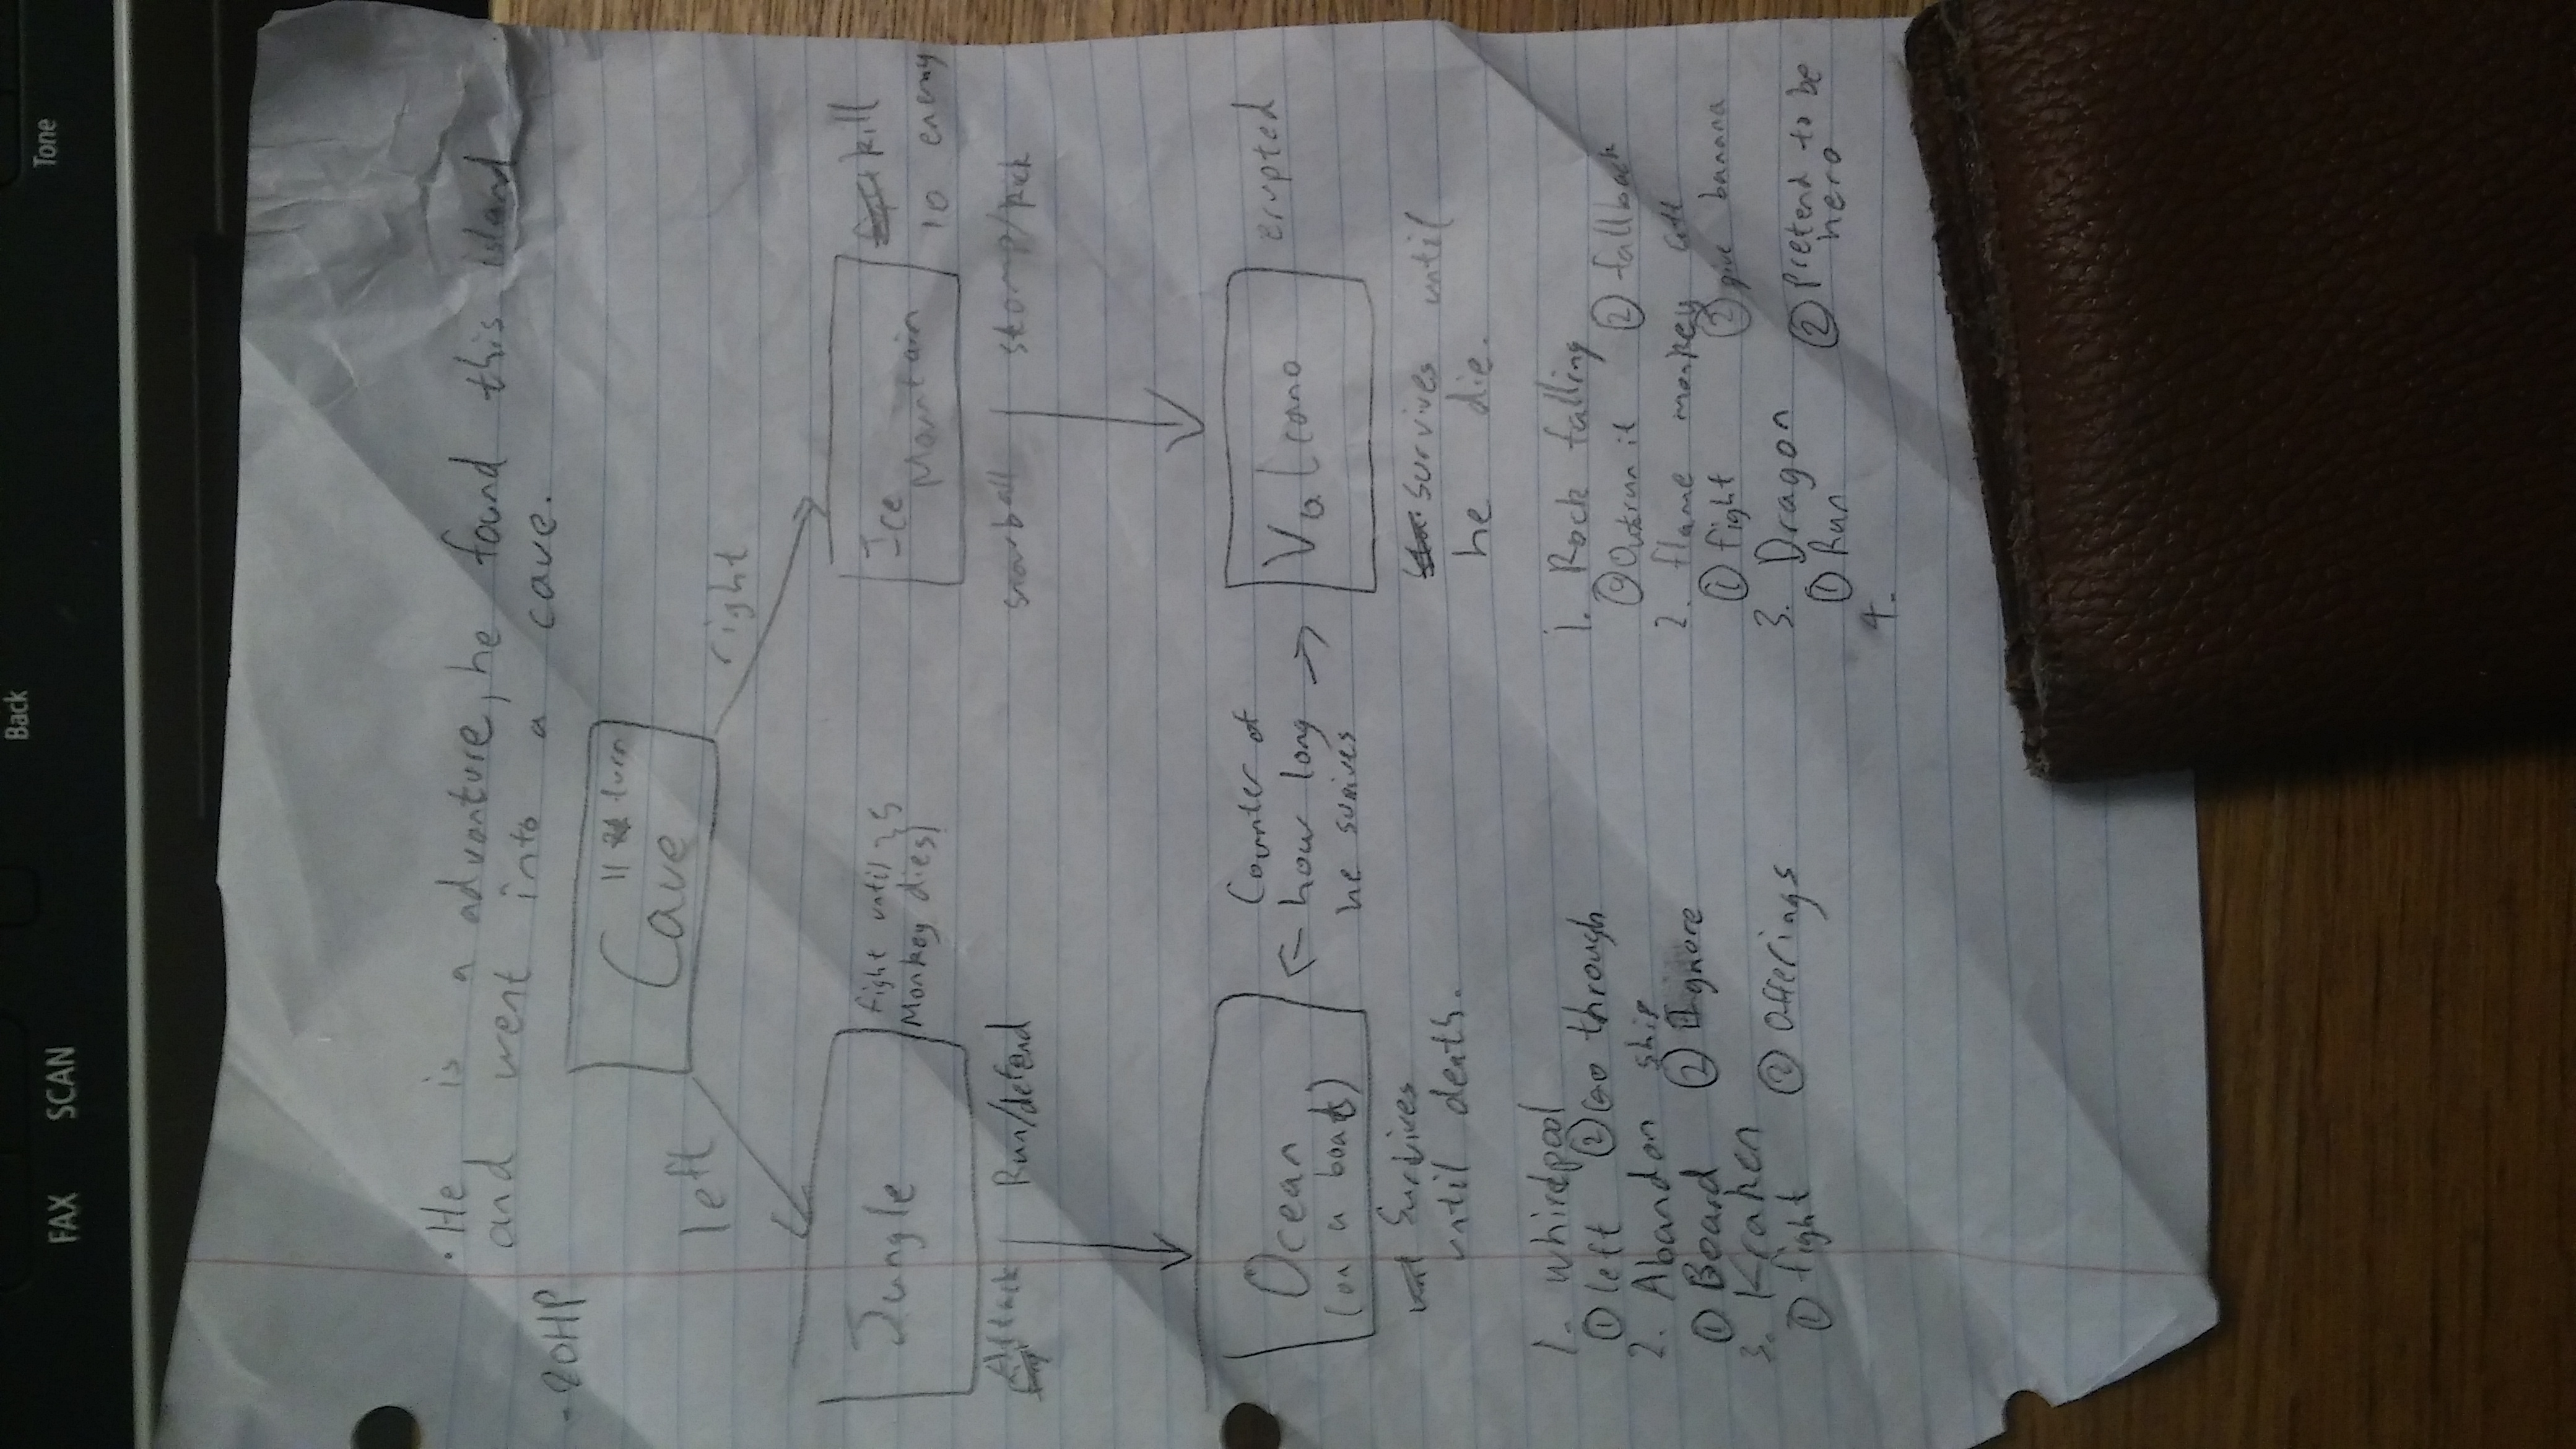 Back
FAX SCAN Tone
• He is a advanture, he found this island
and went into a cave.
- 20HP
Cave
turn
left
right
Jungle
fight until } 5
Monkey dies
Ice
Mountain
kill
10 enemy
Attack Run/defend
snowball stomp/kick
Ocean
(on a boat)
Counter of
how long
he surives
Volcano
erupted
Survives
until death.
survives until
he die.
1. whirlpool
① left ② Go through
2. Abandon ship
① Board ② Ignore
3. Kraken
① fight ② Offerings
1. Rock falling
Outrun it ② fallback
2. flame monkey
① fight ② give banana
3. Dragon
① Run ② Pretend to be
hero
4.